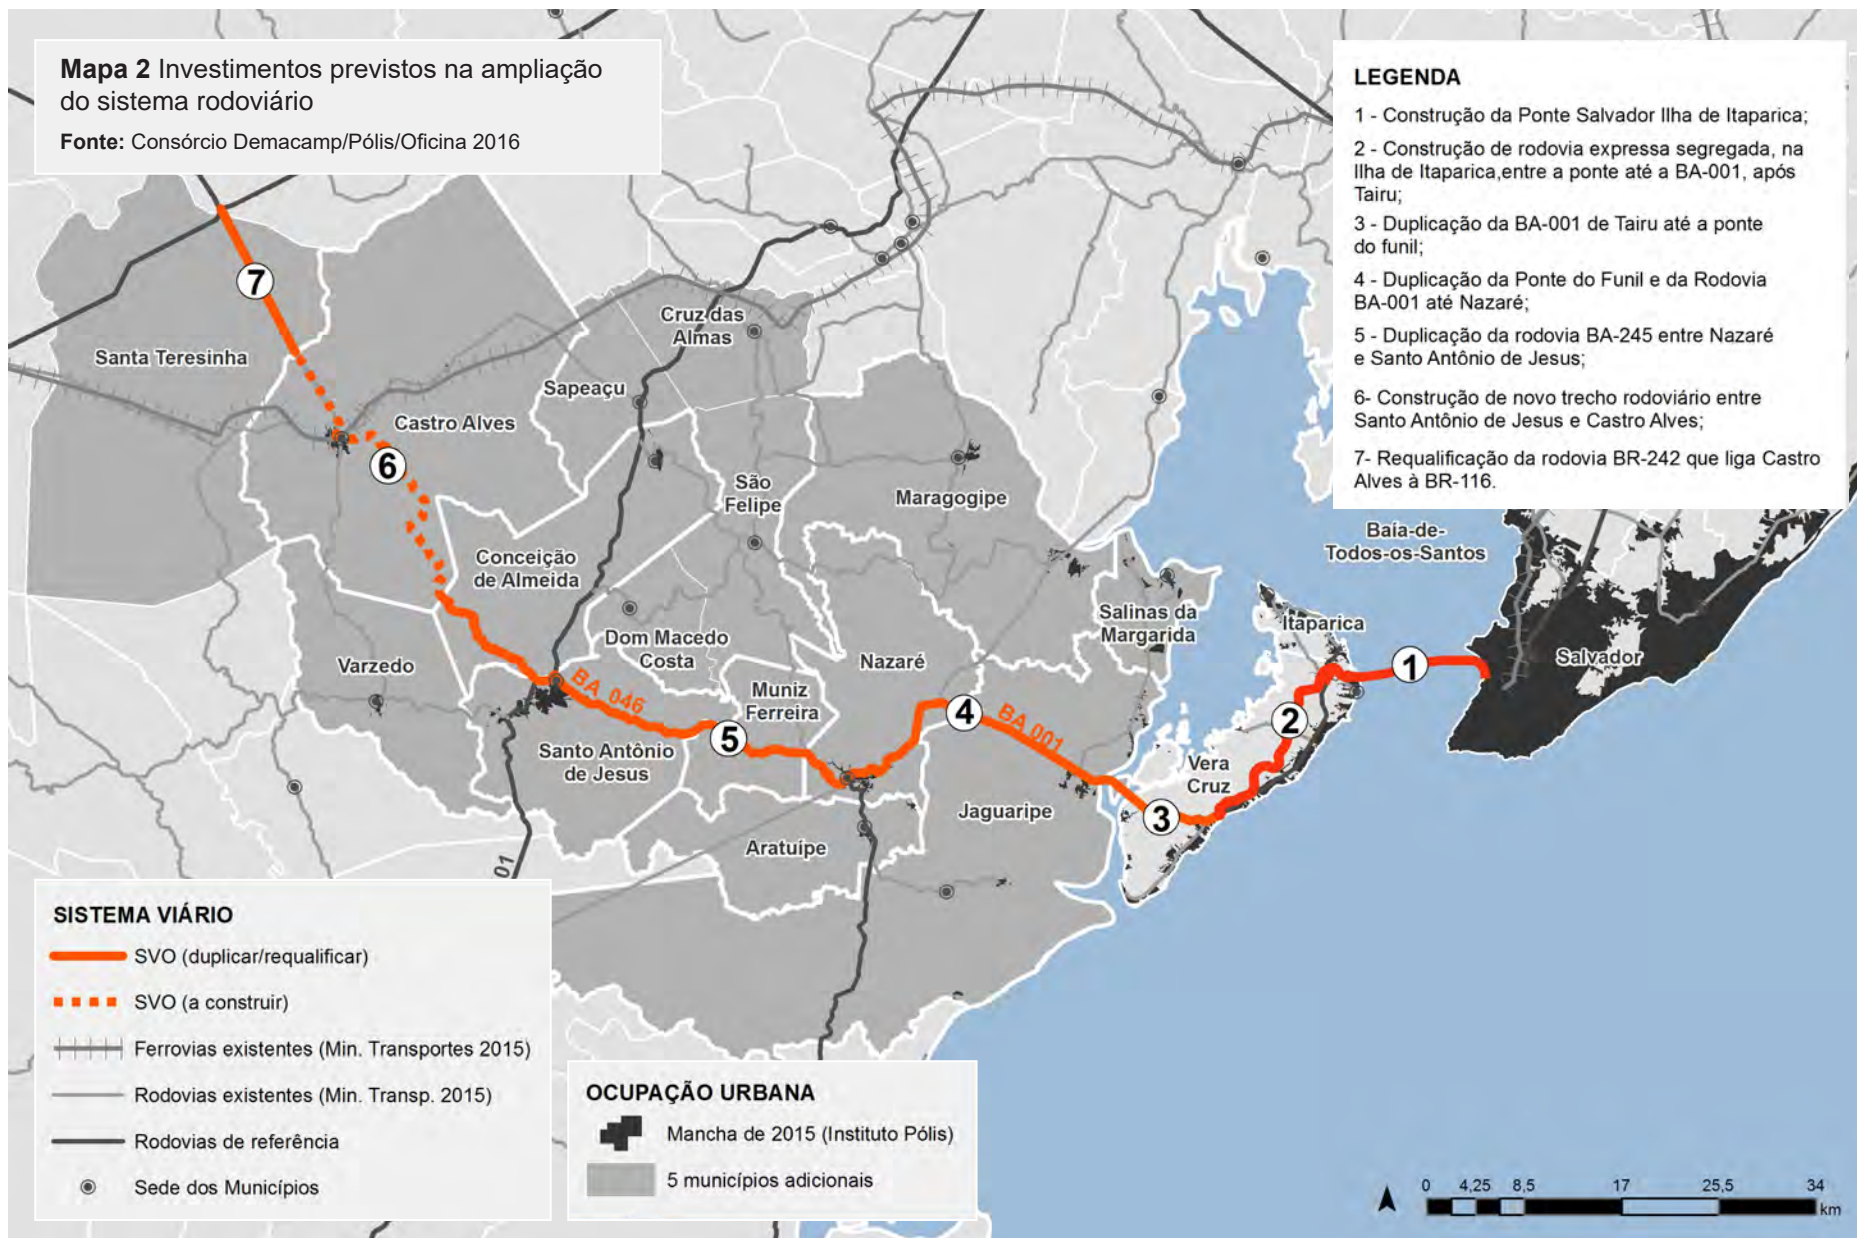 Mapa 2 Investimentos previstos na ampliação
do sistema rodoviário
Fonte: Consórcio Demacamp/Pólis/Oficina 2016
LEGENDA
1 - Construção da Ponte Salvador Ilha de Itaparica;
2 - Construção de rodovia expressa segregada, na
Ilha de Itaparica,entre a ponte até a BA-001, após
Tairu;
3 - Duplicação da BA-001 de Tairu até a ponte
do funil;
4 - Duplicação da Ponte do Funil e da Rodovia
BA-001 até Nazaré;
5 - Duplicação da rodovia BA-245 entre Nazaré
e Santo Antônio de Jesus;
6- Construção de novo trecho rodoviário entre
Santo Antônio de Jesus e Castro Alves;
7- Requalificação da rodovia BR-242 que liga Castro
Alves à BR-116.
7
Santa Teresinha
Cruz das
Almas
Sapeaçu
Castro Alves
6
São
Felipe
Maragogipe
Baía-de-
Todos-os-Santos
Conceição
de Almeida
Salinas da
Margarida
Itaparica
Dom Macedo
Costa
Varzedo
Nazaré
1
Salvador
BA_046
Muniz
Ferreira
4
BA_001
2
5
Santo Antônio
de Jesus
Vera
Cruz
Jaguaripe
3
Aratuípe
01
SISTEMA VIÁRIO
SVO (duplicar/requalificar)
SVO (a construir)
Ferrovias existentes (Min. Transportes 2015)
Rodovias existentes (Min. Transp. 2015)
Rodovias de referência
Sede dos Municípios
OCUPAÇÃO URBANA
Mancha de 2015 (Instituto Pólis)
5 municípios adicionais
0 4,25 8,5 17 25,5 34
km